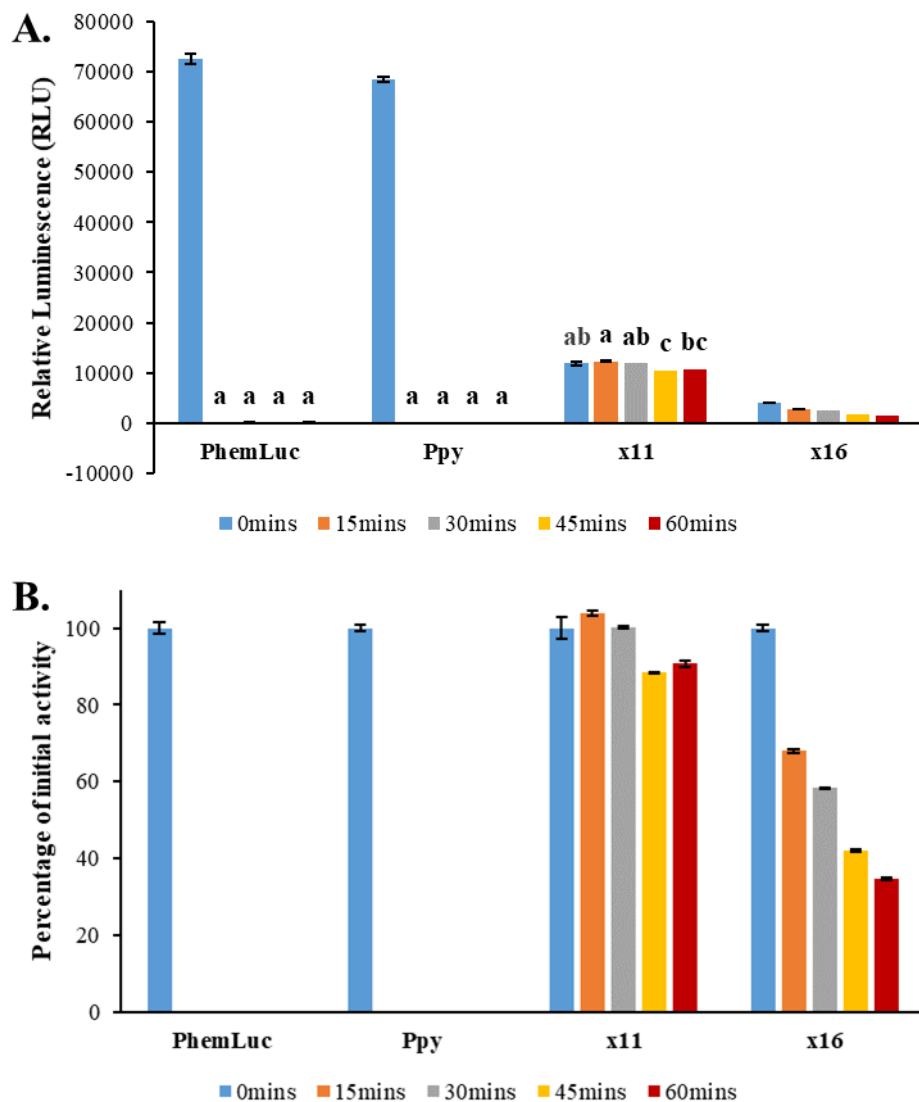 A.
Relative Luminescence (RLU)
80000
70000
60000
50000
40000
30000
20000
10000
0
-10000
a a a a
a a a a
ab a ab c bc
PhemLuc Ppy x11 x16
0mins 15mins 30mins 45mins 60mins
B.
Percentage of initial activity
100
80
60
40
20
0
PhemLuc Ppy x11 x16
0mins 15mins 30mins 45mins 60mins